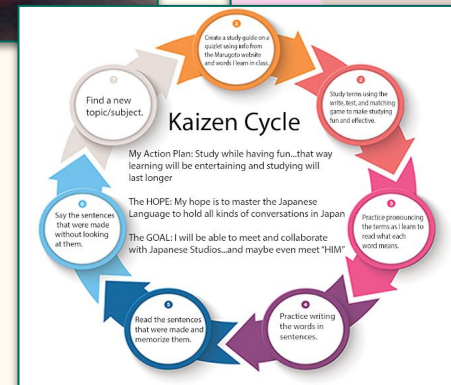 Kaizen Cycle
My Action Plan: Study while having fun...that way
learning will be entertaining and studying will
last longer
The HOPE: My hope is to master the Japanese
Language to hold all kinds of conversations in Japan
The GOAL: I will be able to meet and collaborate
with Japanese Studios...and maybe even meet "HIM"
1
Create a study guide on a
quizlet using info from
the Marugoto website
and words I learn in class.
2
Study terms using the
write, test, and matching
game to make studying
fun and effective.
3
Practice pronouncing
the terms as I learn to
read what each
word means.
4
Practice writing
the words in
sentences.
5
Read the sentences
that were made and
memorize them.
6
Say the sentences
that were made
without looking
at them.
7
Find a new
topic/subject.